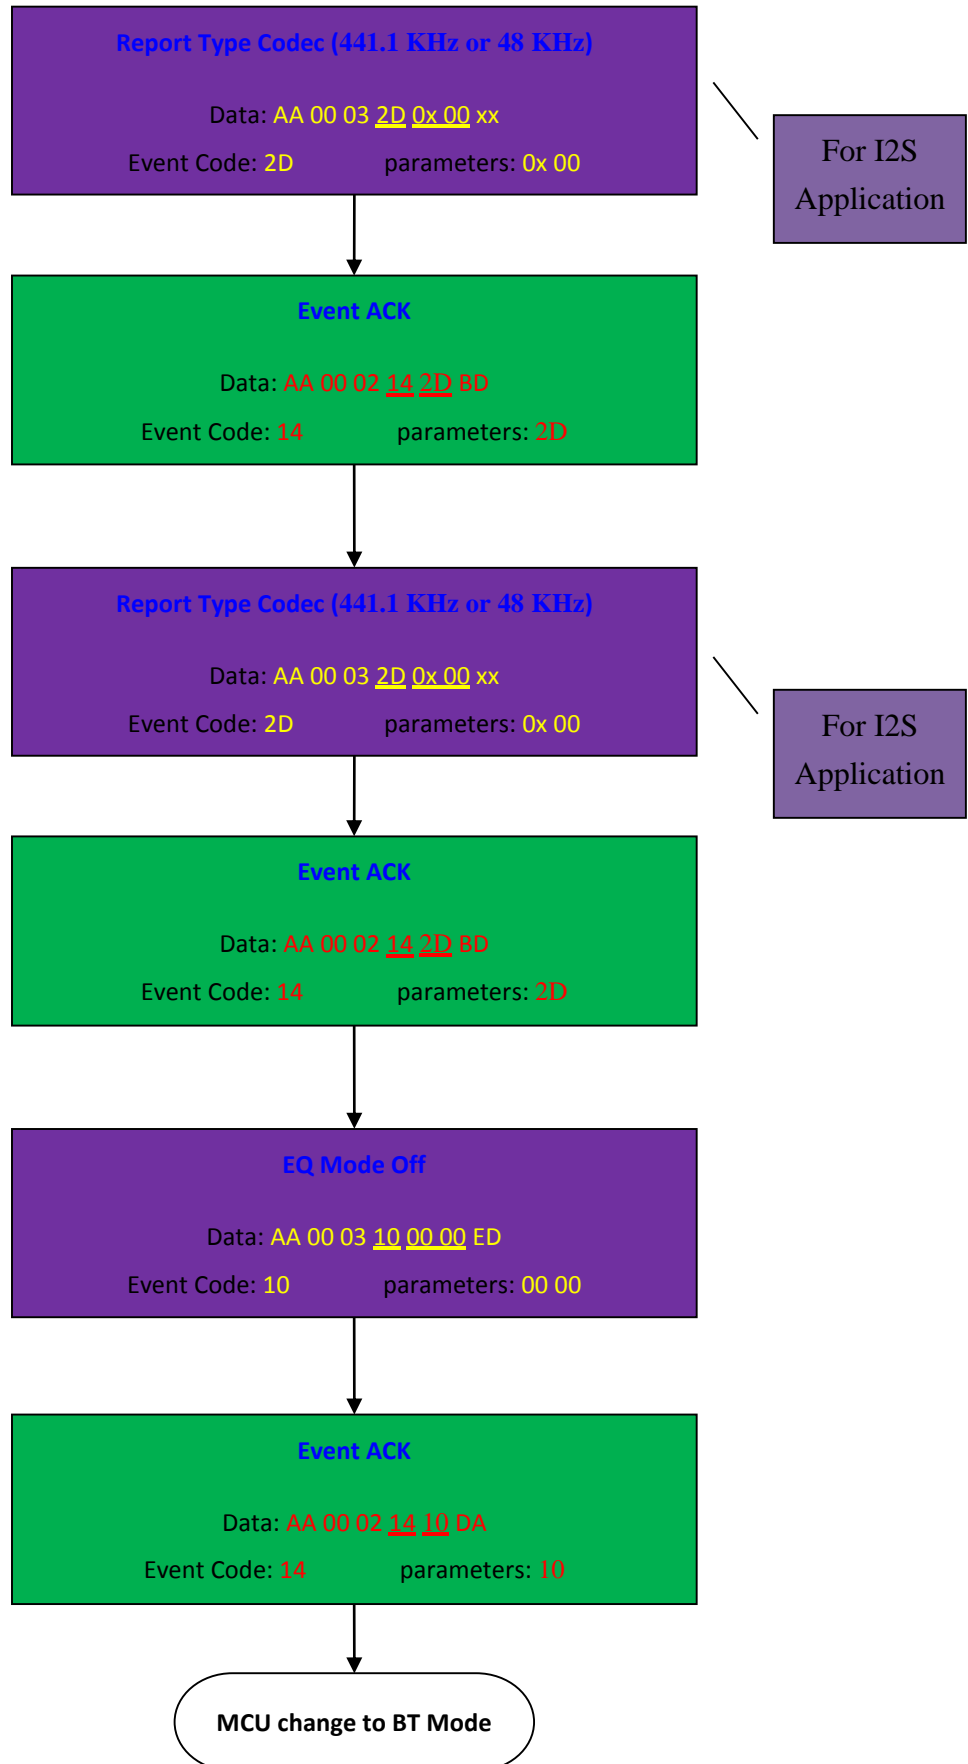 Report Type Codec (441.1 KHz or 48 KHz)
Data: AA 00 03 2D 0x 00 xx
Event Code: 2D parameters: 0x 00
For I2S
Application
Event ACK
Data: AA 00 02 14 2D BD
Event Code: 14 parameters: 2D
Report Type Codec (441.1 KHz or 48 KHz)
Data: AA 00 03 2D 0x 00 xx
Event Code: 2D parameters: 0x 00
For I2S
Application
Event ACK
Data: AA 00 02 14 2D BD
Event Code: 14 parameters: 2D
EQ Mode Off
Data: AA 00 03 10 00 00 ED
Event Code: 10 parameters: 00 00
Event ACK
Data: AA 00 02 14 10 DA
Event Code: 14 parameters: 10
MCU change to BT Mode